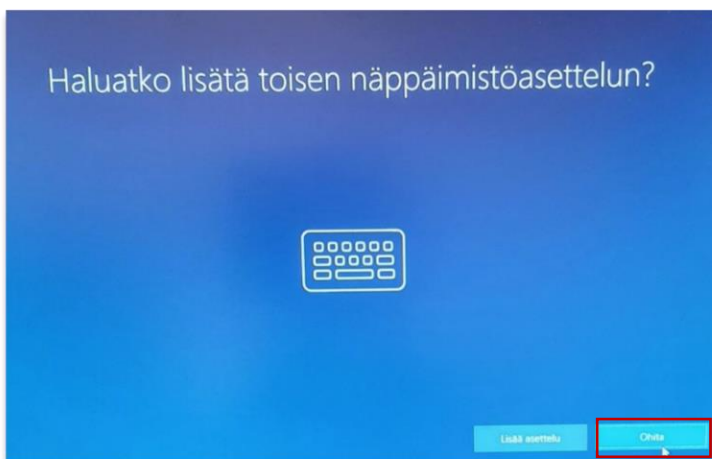 Haluatko lisätä toisen näppäimistöasettelun?
Lisää asettelu
Ohita